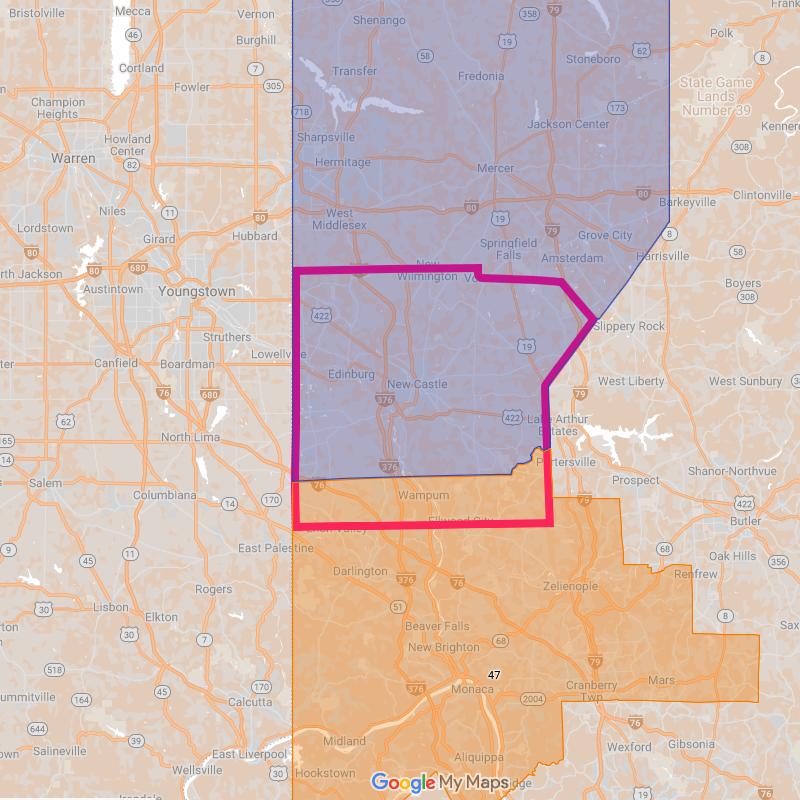 Bristolville
Mecca
Vernon
Shenango
358
79
Franklin
46
Burghill
19
62
Polk
8
Cortland
7
Transfer
58
Fredonia
Stoneboro
State Game
Lands
Number 39
Fowler
305
Champion
Heights
718
173
Sharpsville
Jackson Center
Kennerdell
Howland
Center
308
Warren
82
Hermitage
Mercer
80
Clintonville
Niles
11
West
Middlesex
80
19
Barkeyville
Lordstown
Girard
80
Hubbard
79
Grove City
8
Springfield
Falls
80
Amsterdam
Harrisville
North Jackson
80
680
New
Wilmington
Austintown
Youngstown
Boyers
308
422
Struthers
19
Slippery Rock
Canfield
Boardman
Lowellville
Edinburg
New Castle
West Liberty
West Sunbury
76
680
376
79
62
422
Lake Arthur
Estates
North Lima
165
14
376
Portersville
Shanor-Northvue
Salem
76
Prospect
Columbiana
14
170
Wampum
422
79
Butler
Ellwood City
9
45
11
East Palestine
68
Oak Hills
356
Darlington
376
76
Renfrew
Rogers
Zelienople
30
Lisbon
Elkton
51
8
30
7
Beaver Falls
68
New Brighton
79
518
47
45
170
376
Monaca
Cranberry
Twp
Mars
164
Calcutta
2004
76
644
39
Midland
Wexford
Gibsonia
Salineville
East Liverpool
Aliquippa
Wellsville
30
Hookstown
Google My Maps
76